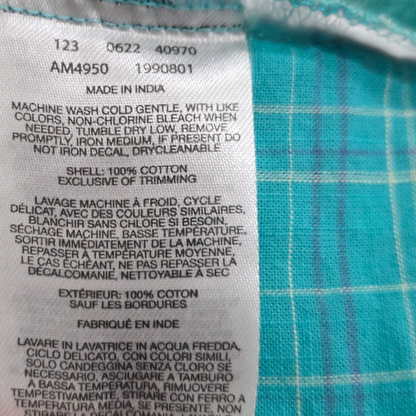 123 0622 40970
AM4950 1990801
MADE IN INDIA
MACHINE WASH COLD GENTLE, WITH LIKE
COLORS, NON-CHLORINE BLEACH WHEN
NEEDED, TUMBLE DRY LOW, REMOVE
PROMPTLY, IRON MEDIUM, IF PRESENT DO
NOT IRON DECAL, DRYCLEANABLE
SHELL: 100% COTTON
EXCLUSIVE OF TRIMMING
LAVAGE MACHINE À FROID, CYCLE
DÉLICAT, AVEC DES COULEURS SIMILAIRES,
BLANCHIR SANS CHLORE SI BESOIN,
SÉCHAGE MACHINE, BASSE TEMPÉRATURE,
SORTIR IMMÉDIATEMENT DE LA MACHINE,
REPASSER À TEMPÉRATURE MOYENNE,
LE CAS ÉCHÉANT, NE PAS REPASSER LA
DÉCALCOMANIE, NETTOYABLE À SEC
EXTÉRIEUR: 100% COTON
SAUF LES BORDURES
FABRIQUÉ EN INDE
LAVARE IN LAVATRICE IN ACQUA FREDDA,
CICLO DELICATO, CON COLORI SIMILI,
SOLO CANDEGGINA SENZA CLORO SE
NECESSARIO, ASCIUGARE A TAMBURO
A BASSA TEMPERATURA, RIMUOVERE
TEMPESTIVAMENTE, STIRARE CON FERRO A
TEMPERATURA MEDIA, SE PRESENTE, NON